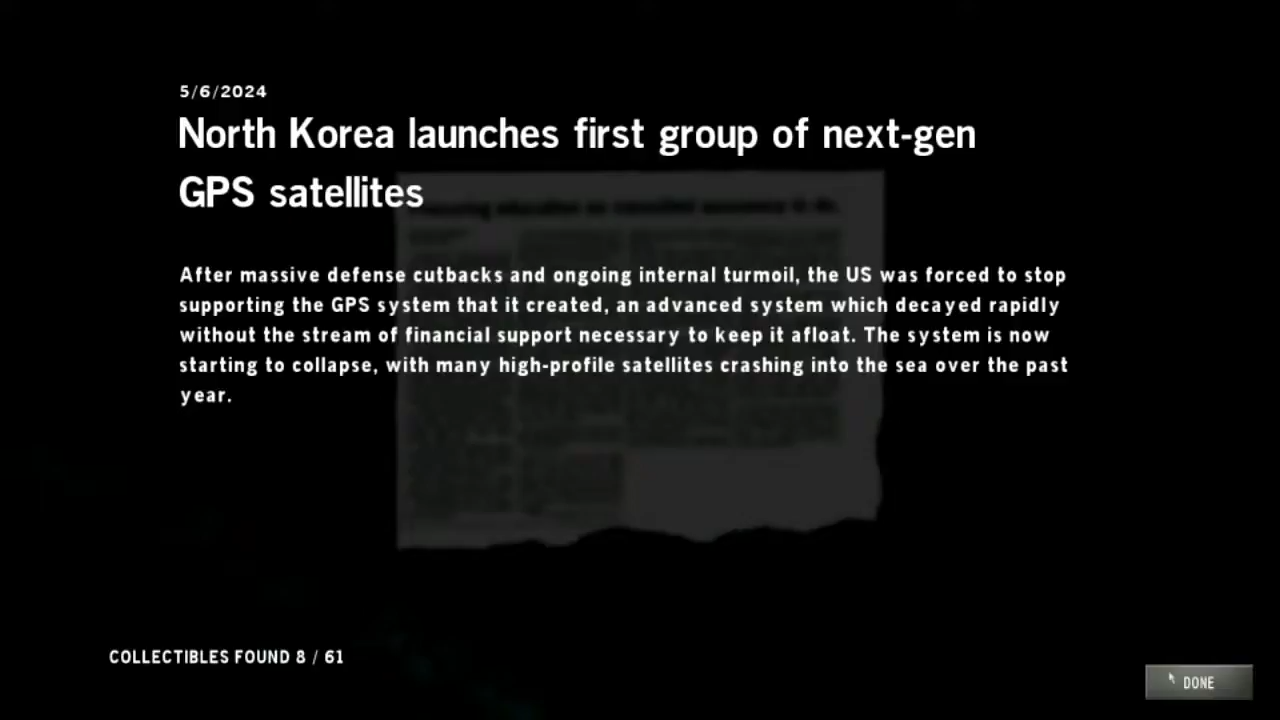 5/6/2024
North Korea launches first group of next-gen
GPS satellites
After massive defense cutbacks and ongoing internal turmoil, the US was forced to stop
supporting the GPS system that it created, an advanced system which decayed rapidly
without the stream of financial support necessary to keep it afloat. The system is now
starting to collapse, with many high-profile satellites crashing into the sea over the past
year.
COLLECTIBLES FOUND 8 / 61
DONE